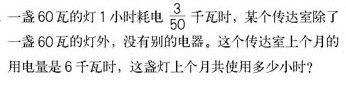 一盏60瓦的灯1小时耗电 3/50 千瓦时，某个传达室除了
一盏60瓦的灯外，没有别的电器。这个传达室上个月的
用电量是6千瓦时，这盏灯上个月共使用多少小时？